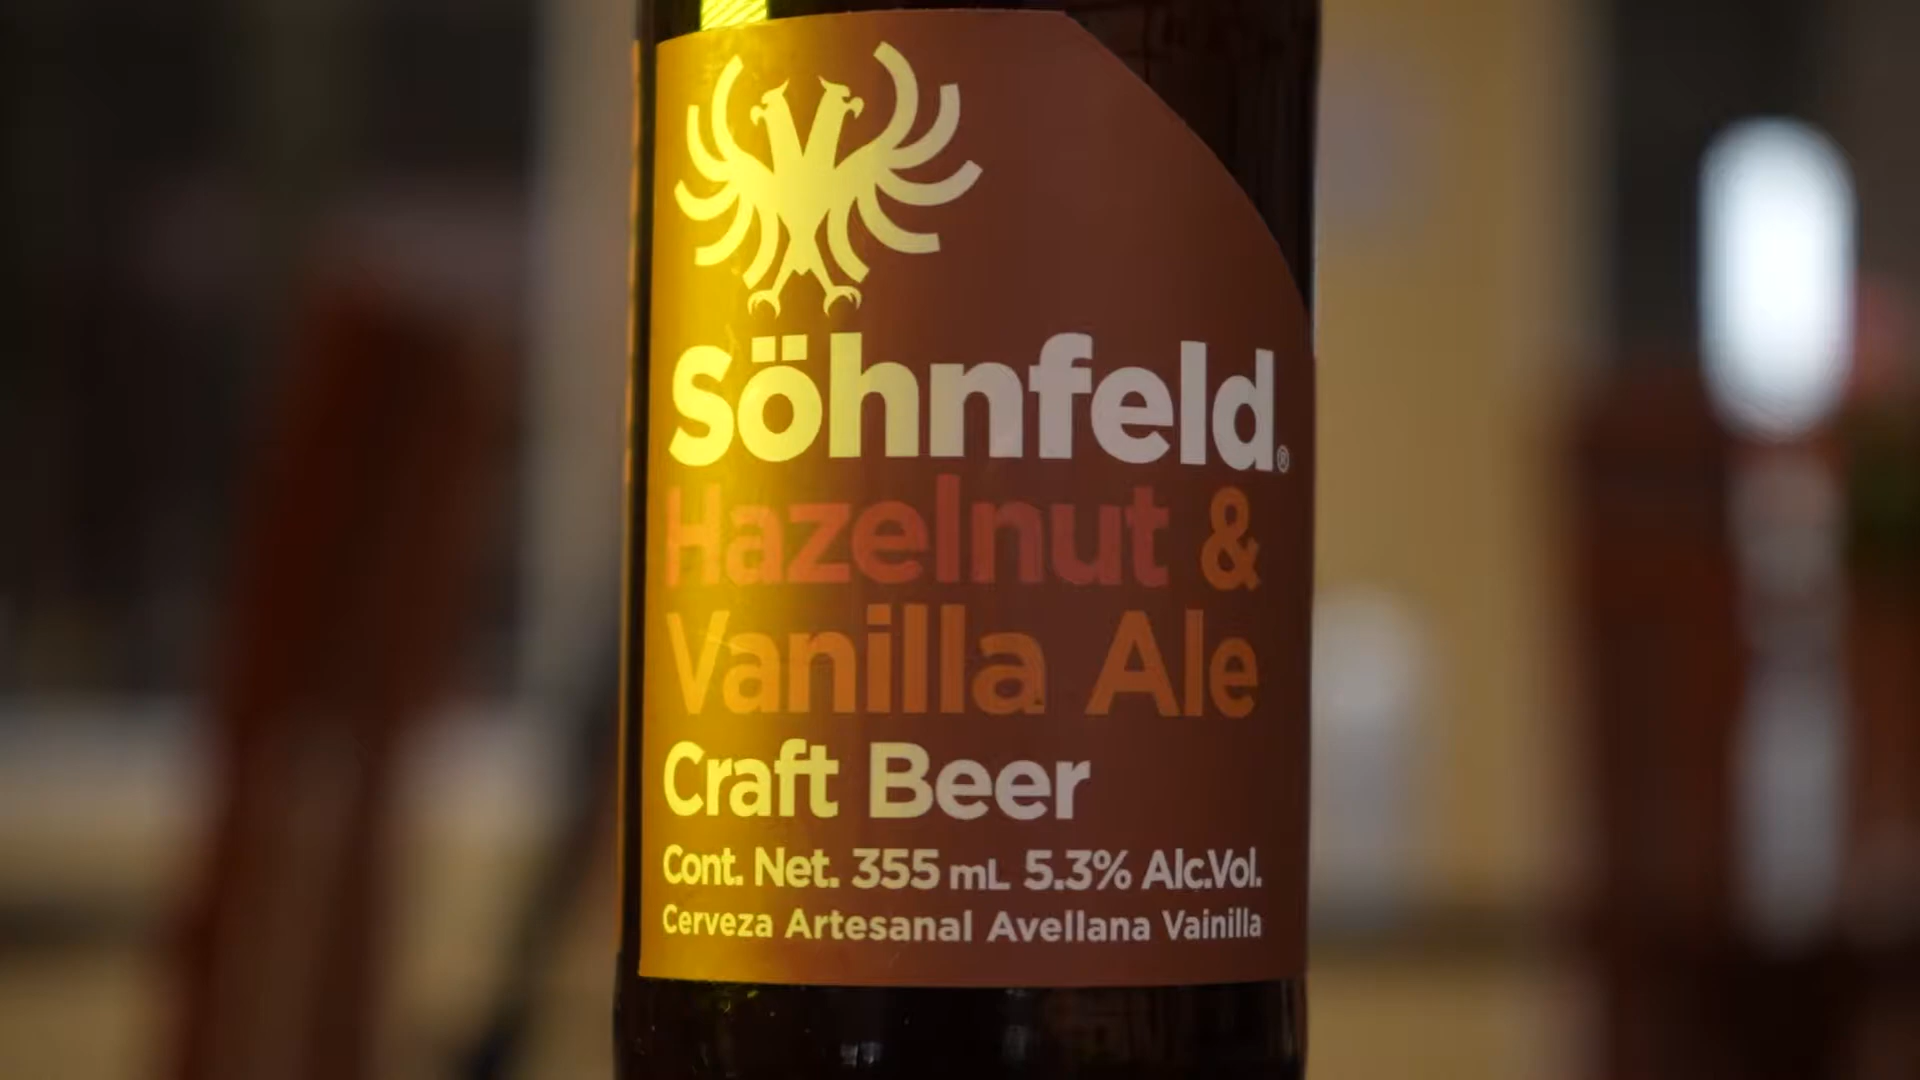 Söhnfeld®
Hazelnut &
Vanilla Ale
Craft Beer
Cont. Net. 355 mL 5.3% Alc.Vol.
Cerveza Artesanal Avellana Vainilla